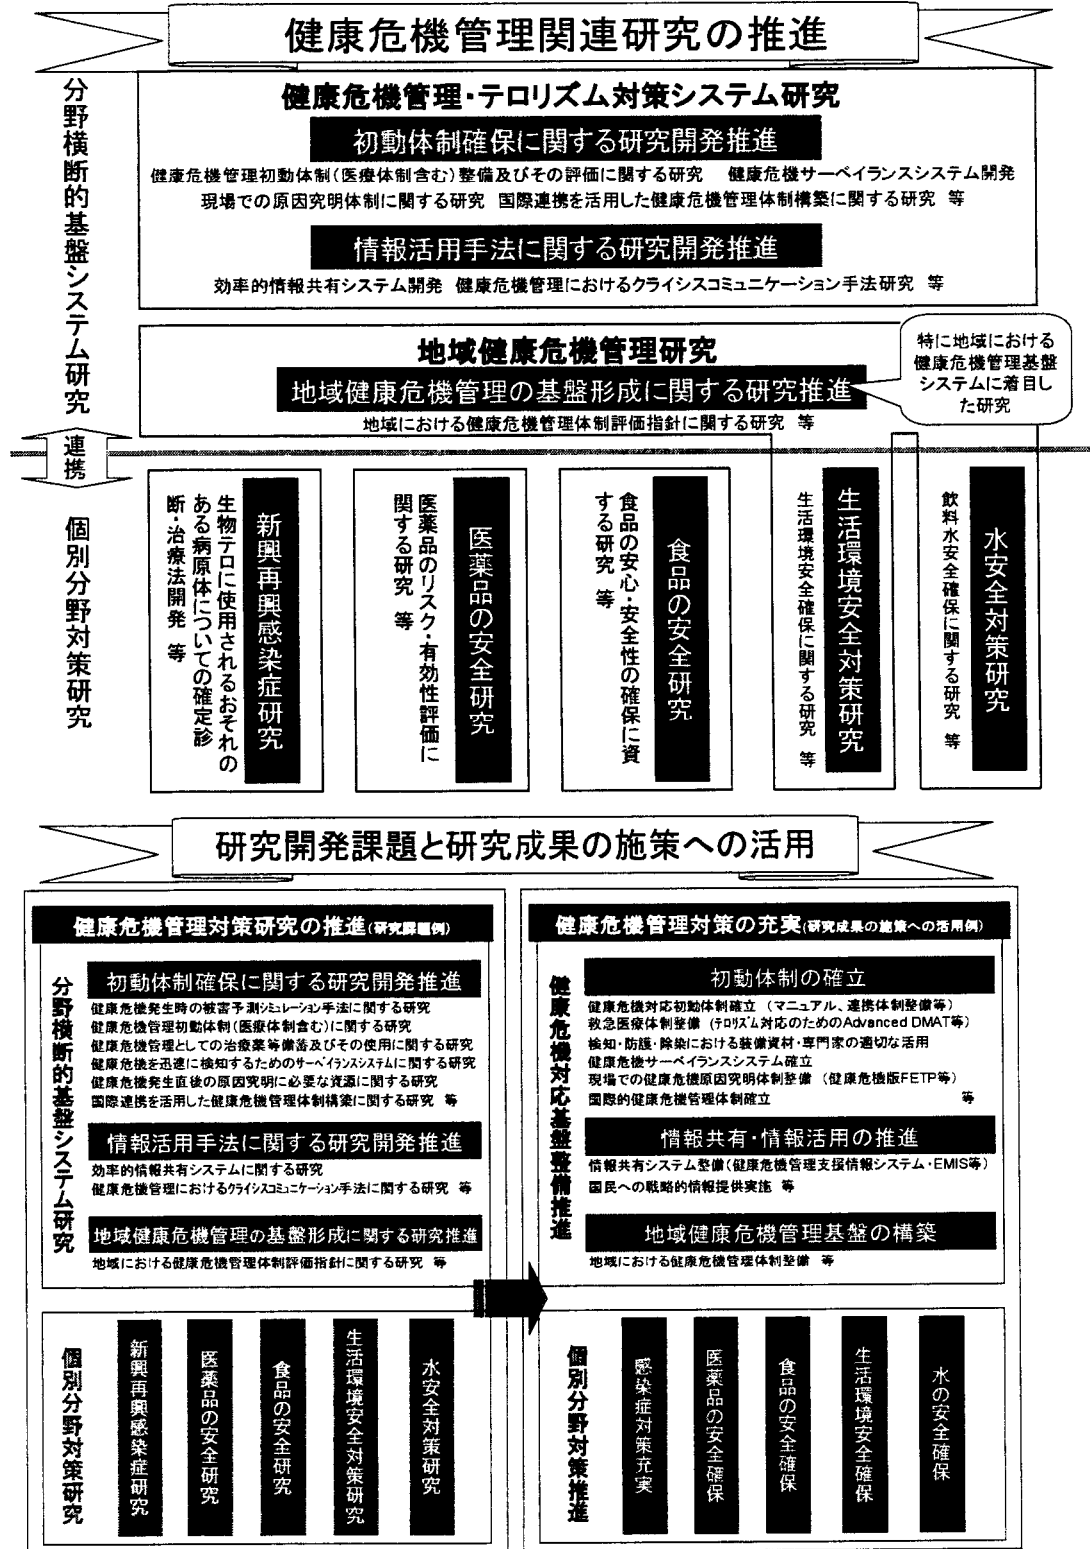 健康危機管理関連研究の推進
分野横断的基盤システム研究
健康危機管理・テロリズム対策システム研究
初動体制確保に関する研究開発推進
健康危機管理初動体制(医療体制含む)整備及びその評価に関する研究 健康危機サーベイランスシステム開発
現場での原因究明体制に関する研究 国際連携を活用した健康危機管理体制構築に関する研究 等
情報活用手法に関する研究開発推進
効率的情報共有システム開発 健康危機管理におけるクライシスコミュニケーション手法研究 等
地域健康危機管理研究
地域健康危機管理の基盤形成に関する研究推進
地域における健康危機管理体制評価指針に関する研究 等
特に地域における
健康危機管理基盤
システムに着目し
た研究
連携
個別分野対策研究
新興再興感染症研究
生物テロに使用されるおそれの
ある病原体についての確定診
断・治療法開発 等
医薬品の安全研究
医薬品のリスク・有効性評価に
関する研究 等
食品の安全研究
食品の安心・安全性の確保に資
する研究 等
生活環境安全対策研究
生活環境安全確保に関する研究 等
水安全対策研究
飲料水安全確保に関する研究 等
研究開発課題と研究成果の施策への活用
健康危機管理対策研究の推進(研究課題例)
分野横断的基盤システム研究
初動体制確保に関する研究開発推進
健康危機発生時の被害予測シミュレーション手法に関する研究
健康危機管理初動体制(医療体制含む)に関する研究
健康危機管理としての治療薬等備蓄及びその使用に関する研究
健康危機を迅速に検知するためのサーベイランスシステムに関する研究
健康危機発生直後の原因究明に必要な資源に関する研究
国際連携を活用した健康危機管理体制構築に関する研究 等
情報活用手法に関する研究開発推進
効率的情報共有システムに関する研究
健康危機管理におけるクライシスコミュニケーション手法に関する研究 等
地域健康危機管理の基盤形成に関する研究推進
地域における健康危機管理体制評価指針に関する研究 等
個別分野対策研究
新興再興感染症研究
医薬品の安全研究
食品の安全研究
生活環境安全対策研究
水安全対策研究
健康危機管理対策の充実(研究成果の施策への活用例)
健康危機対応基盤整備推進
初動体制の確立
健康危機対応初動体制確立 (マニュアル、連携体制整備等)
救急医療体制整備 (テロリズム対応のためのAdvanced DMAT等)
検知・防護・除染における装備資材・専門家の適切な活用
健康危機サーベイランスシステム確立
現場での健康危機原因究明体制整備 (健康危機版FETP等)
国際的健康危機管理体制確立 等
情報共有・情報活用の推進
情報共有システム整備(健康危機管理支援情報システム・EMIS等)
国民への戦略的情報提供実施 等
地域健康危機管理基盤の構築
地域における健康危機管理体制整備 等
個別分野対策推進
感染症対策充実
医薬品の安全確保
食品の安全確保
生活環境安全確保
水の安全確保